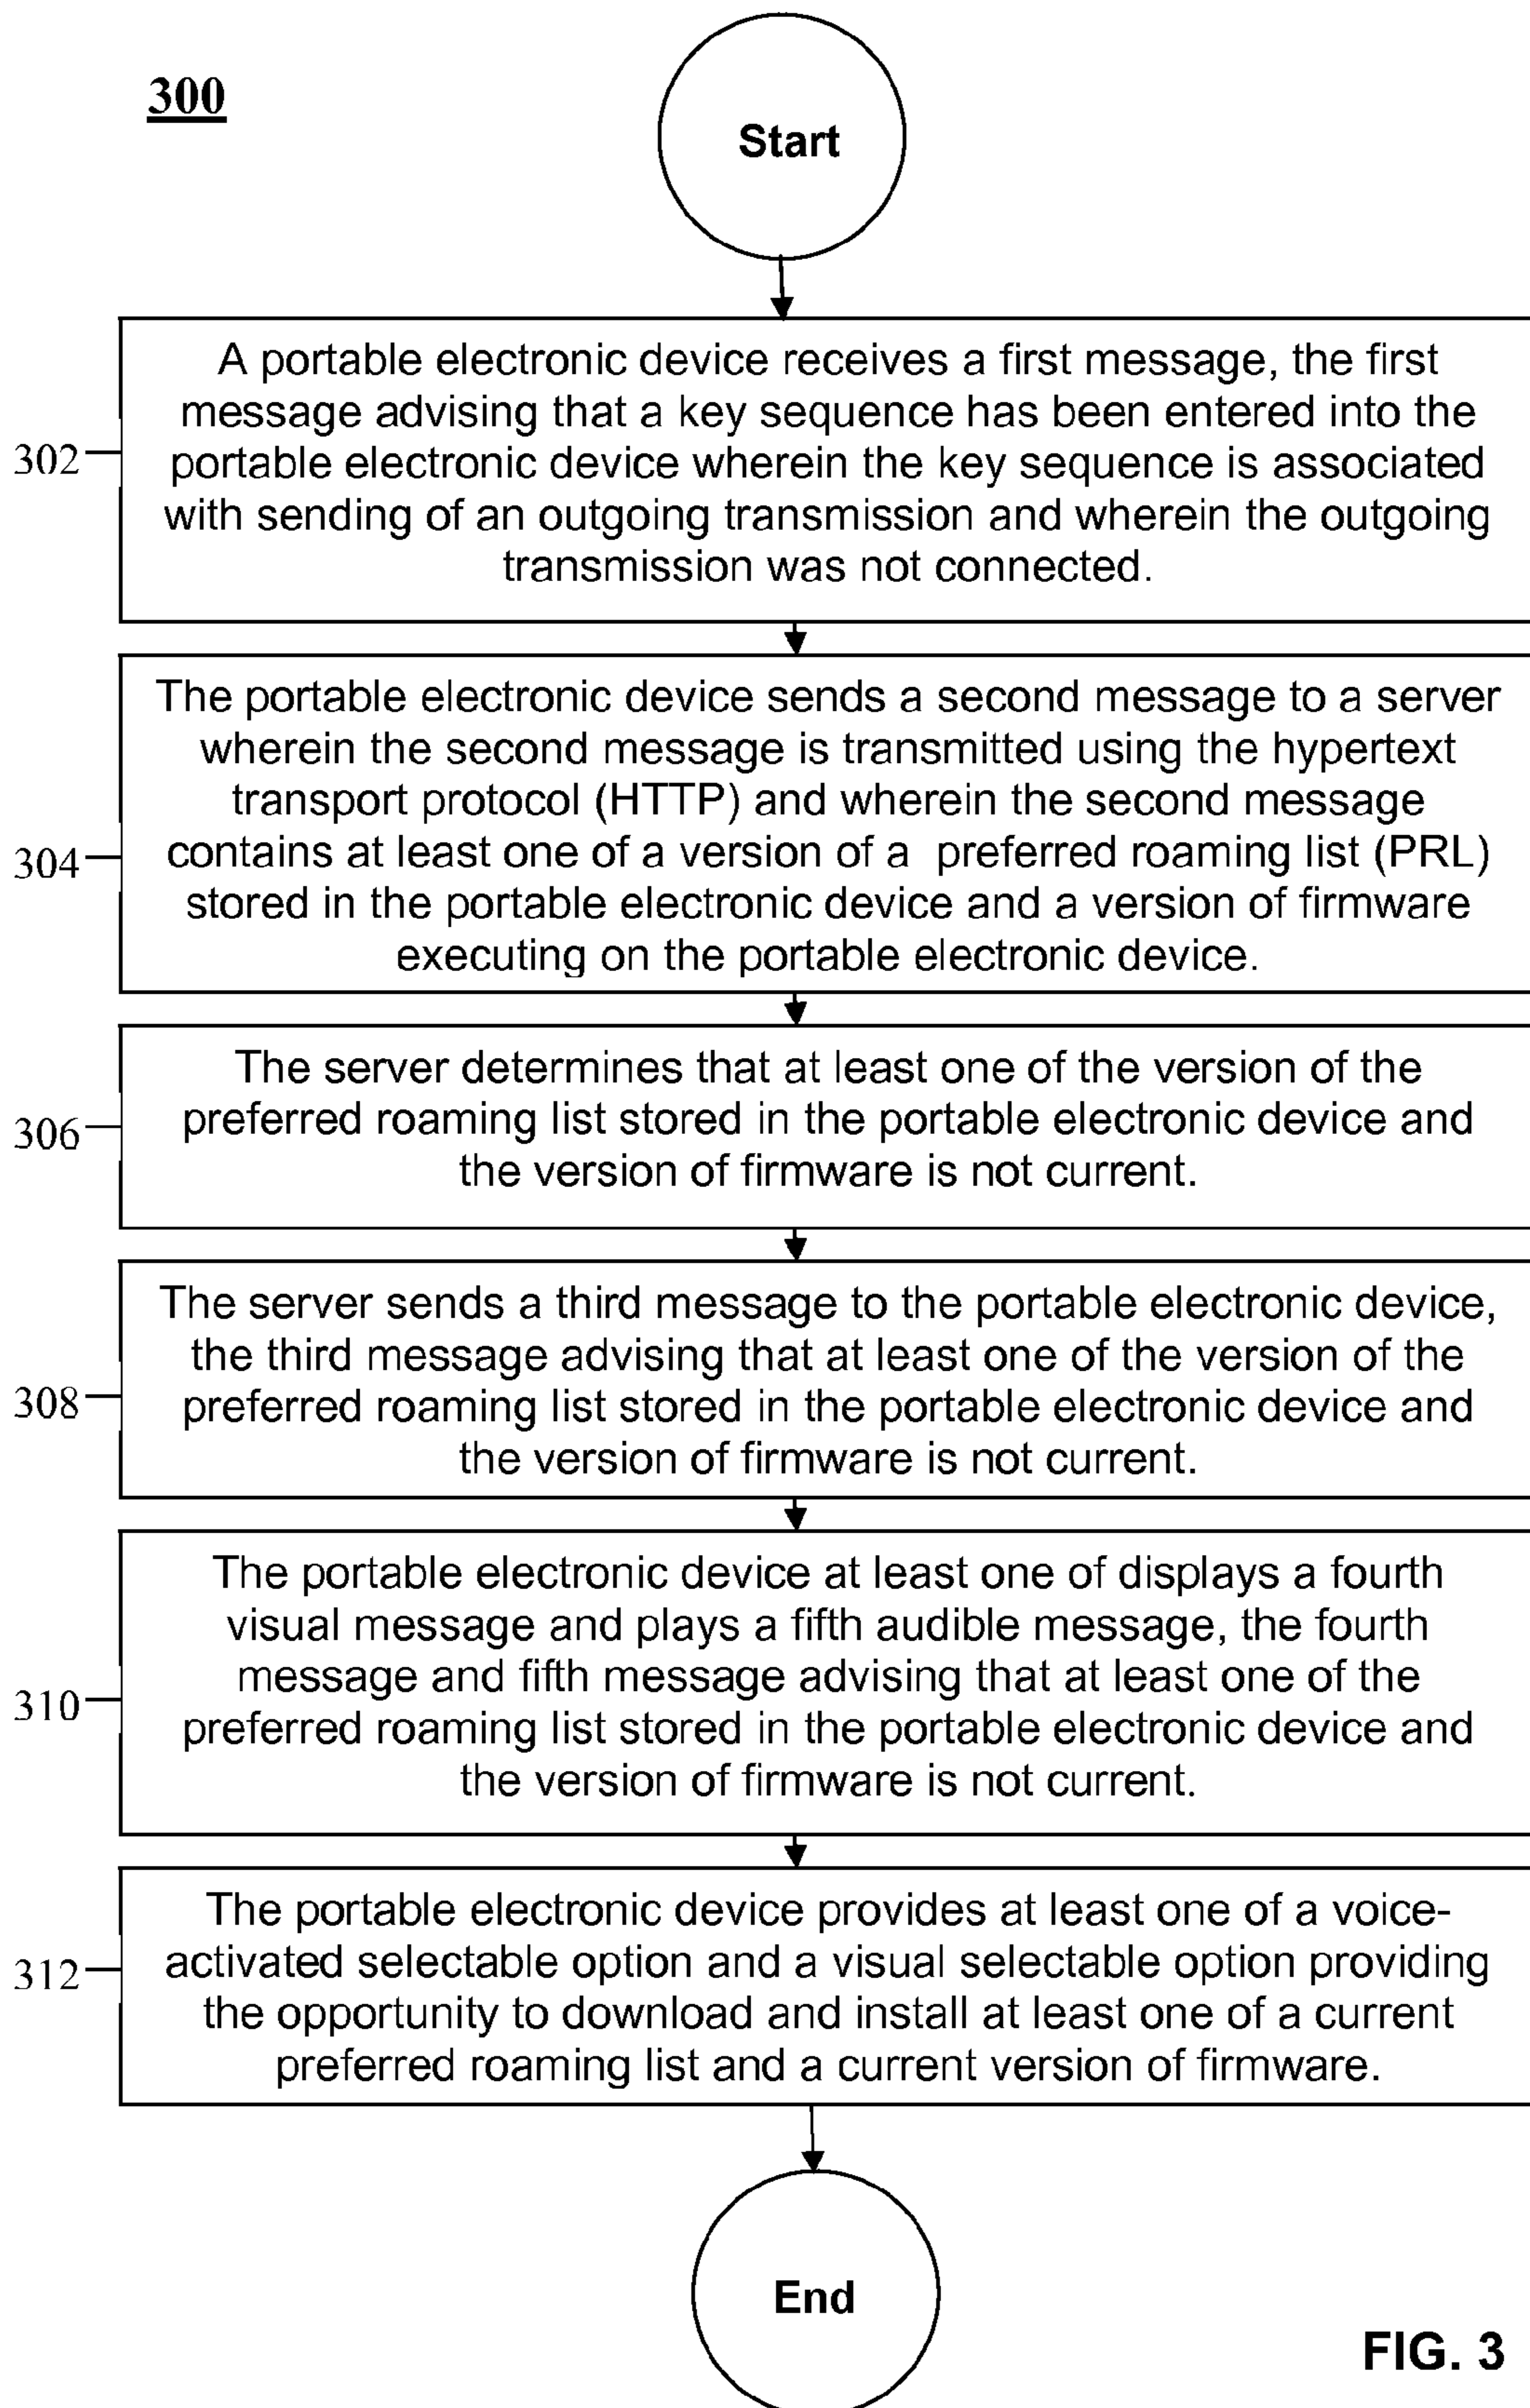 300
Start
A portable electronic device receives a first message, the first
message advising that a key sequence has been entered into the
portable electronic device wherein the key sequence is associated
with sending of an outgoing transmission and wherein the outgoing
transmission was not connected.
302
The portable electronic device sends a second message to a server
wherein the second message is transmitted using the hypertext
transport protocol (HTTP) and wherein the second message
contains at least one of a version of a preferred roaming list (PRL)
stored in the portable electronic device and a version of firmware
executing on the portable electronic device.
304
The server determines that at least one of the version of the
preferred roaming list stored in the portable electronic device and
the version of firmware is not current.
306
The server sends a third message to the portable electronic device,
the third message advising that at least one of the version of the
preferred roaming list stored in the portable electronic device and
the version of firmware is not current.
308
The portable electronic device at least one of displays a fourth
visual message and plays a fifth audible message, the fourth
message and fifth message advising that at least one of the
preferred roaming list stored in the portable electronic device and
the version of firmware is not current.
310
The portable electronic device provides at least one of a voice-
activated selectable option and a visual selectable option providing
the opportunity to download and install at least one of a current
preferred roaming list and a current version of firmware.
312
End
FIG. 3